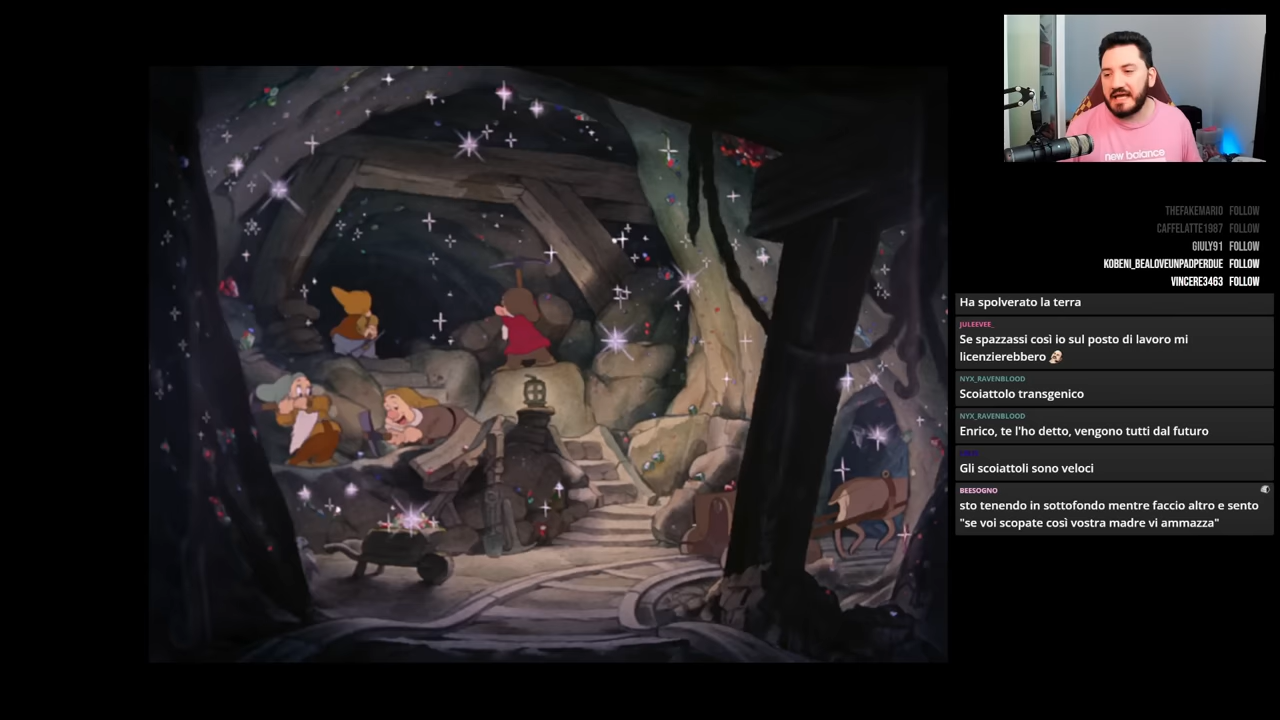 new balance
THEFAKEMARIO FOLLOW
CAFFELATTE1987 FOLLOW
GIULY91 FOLLOW
KOBENI_BEALOVEUNPADPERDUE FOLLOW
VINCERE3463 FOLLOW
Ha spolverato la terra
JULEEVEE_
Se spazzassi così io sul posto di lavoro mi
licenzierebbero
NYX_RAVENBLOOD
Scoiattolo transgenico
NYX_RAVENBLOOD
Enrico, te l'ho detto, vengono tutti dal futuro
Gli scoiattoli sono veloci
BEESOGNO
sto tenendo in sottofondo mentre faccio altro e sento
"se voi scopate così vostra madre vi ammazza"